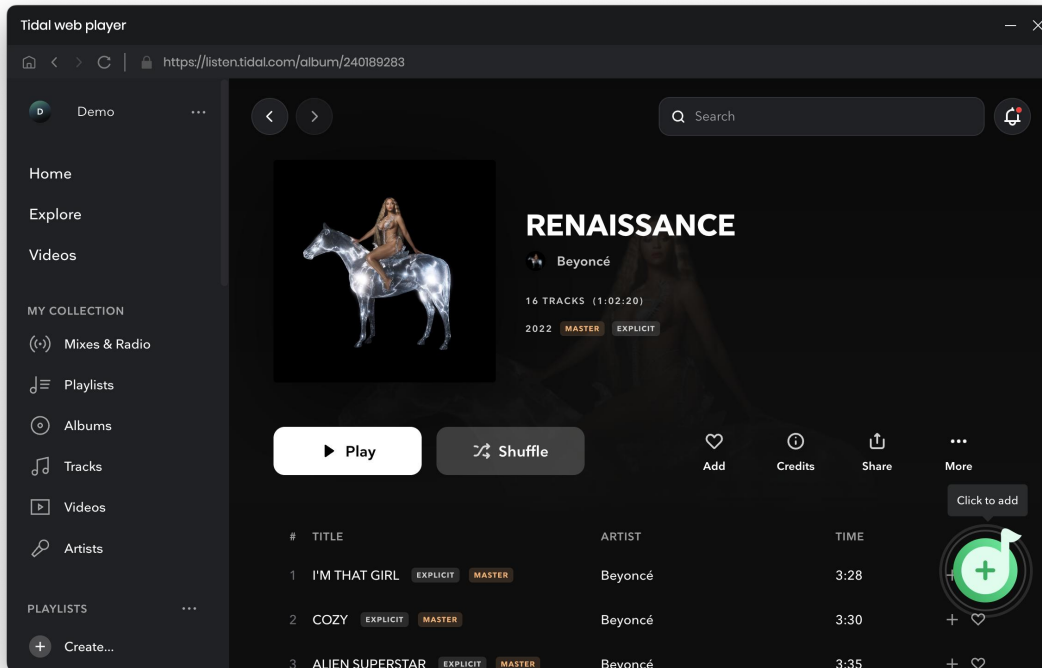 Tidal web player
https://listen.tidal.com/album/240189283
D Demo
Search
Home
Explore
Videos
MY COLLECTION
Mixes & Radio
Playlists
Albums
Tracks
Videos
Artists
PLAYLISTS
Create...
RENAISSANCE
Beyoncé
16 TRACKS (1:02:20)
2022 MASTER EXPLICIT
Play Shuffle
Add Credits Share More
Click to add
# TITLE ARTIST TIME
1 I'M THAT GIRL EXPLICIT MASTER Beyoncé 3:28
2 COZY EXPLICIT MASTER Beyoncé 3:30
3 ALIEN SUPERSTAR EXPLICIT MASTER Beyoncé 3:35